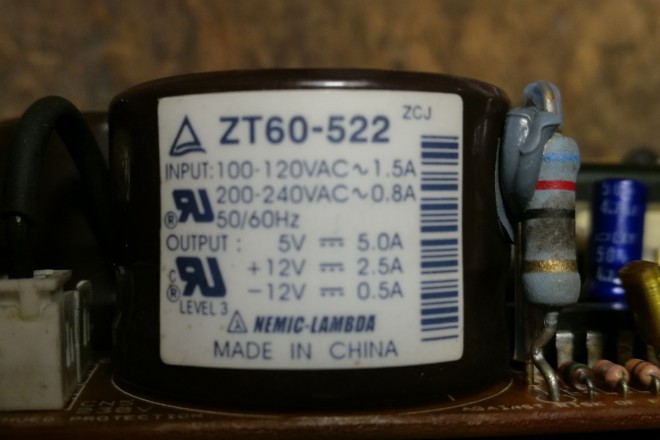 ZCJ
ZT60-522
INPUT: 100-120VAC~1.5A
200-240VAC~0.8A
50/60Hz
OUTPUT : 5V ⎓ 5.0A
+12V ⎓ 2.5A
-12V ⎓ 0.5A
LEVEL 3
NEMIC-LAMBDA
MADE IN CHINA